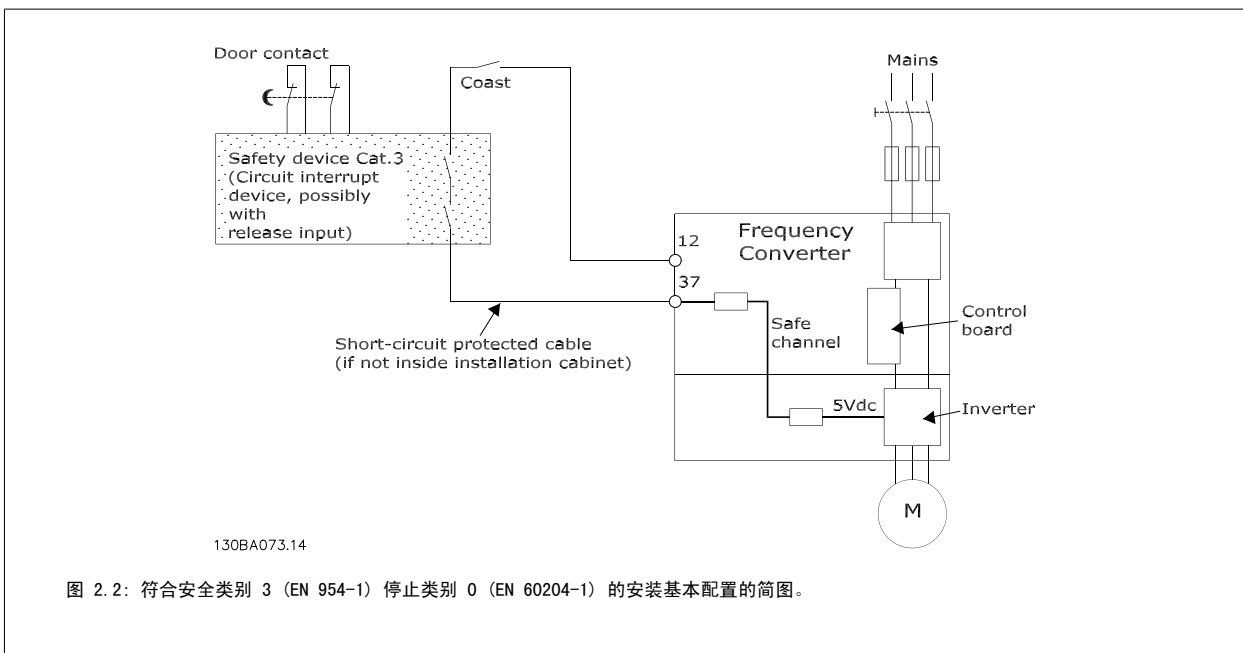 Door contact
Coast
Mains
Safety device Cat.3
(Circuit interrupt
device, possibly
with
release input)
12
Frequency
Converter
37
Safe
channel
Control
board
Short-circuit protected cable
(if not inside installation cabinet)
5Vdc
Inverter
M
130BA073.14
图 2.2: 符合安全类别 3 (EN 954-1) 停止类别 0 (EN 60204-1) 的安装基本配置的简图。